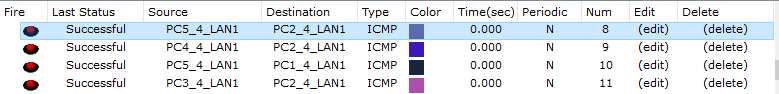 Fire Last Status Source Destination Type Color Time(sec) Periodic Num Edit Delete
Successful PC5_4_LAN1 PC2_4_LAN1 ICMP 0.000 N 8 (edit) (delete)
Successful PC4_4_LAN1 PC2_4_LAN1 ICMP 0.000 N 9 (edit) (delete)
Successful PC5_4_LAN1 PC1_4_LAN1 ICMP 0.000 N 10 (edit) (delete)
Successful PC3_4_LAN1 PC2_4_LAN1 ICMP 0.000 N 11 (edit) (delete)